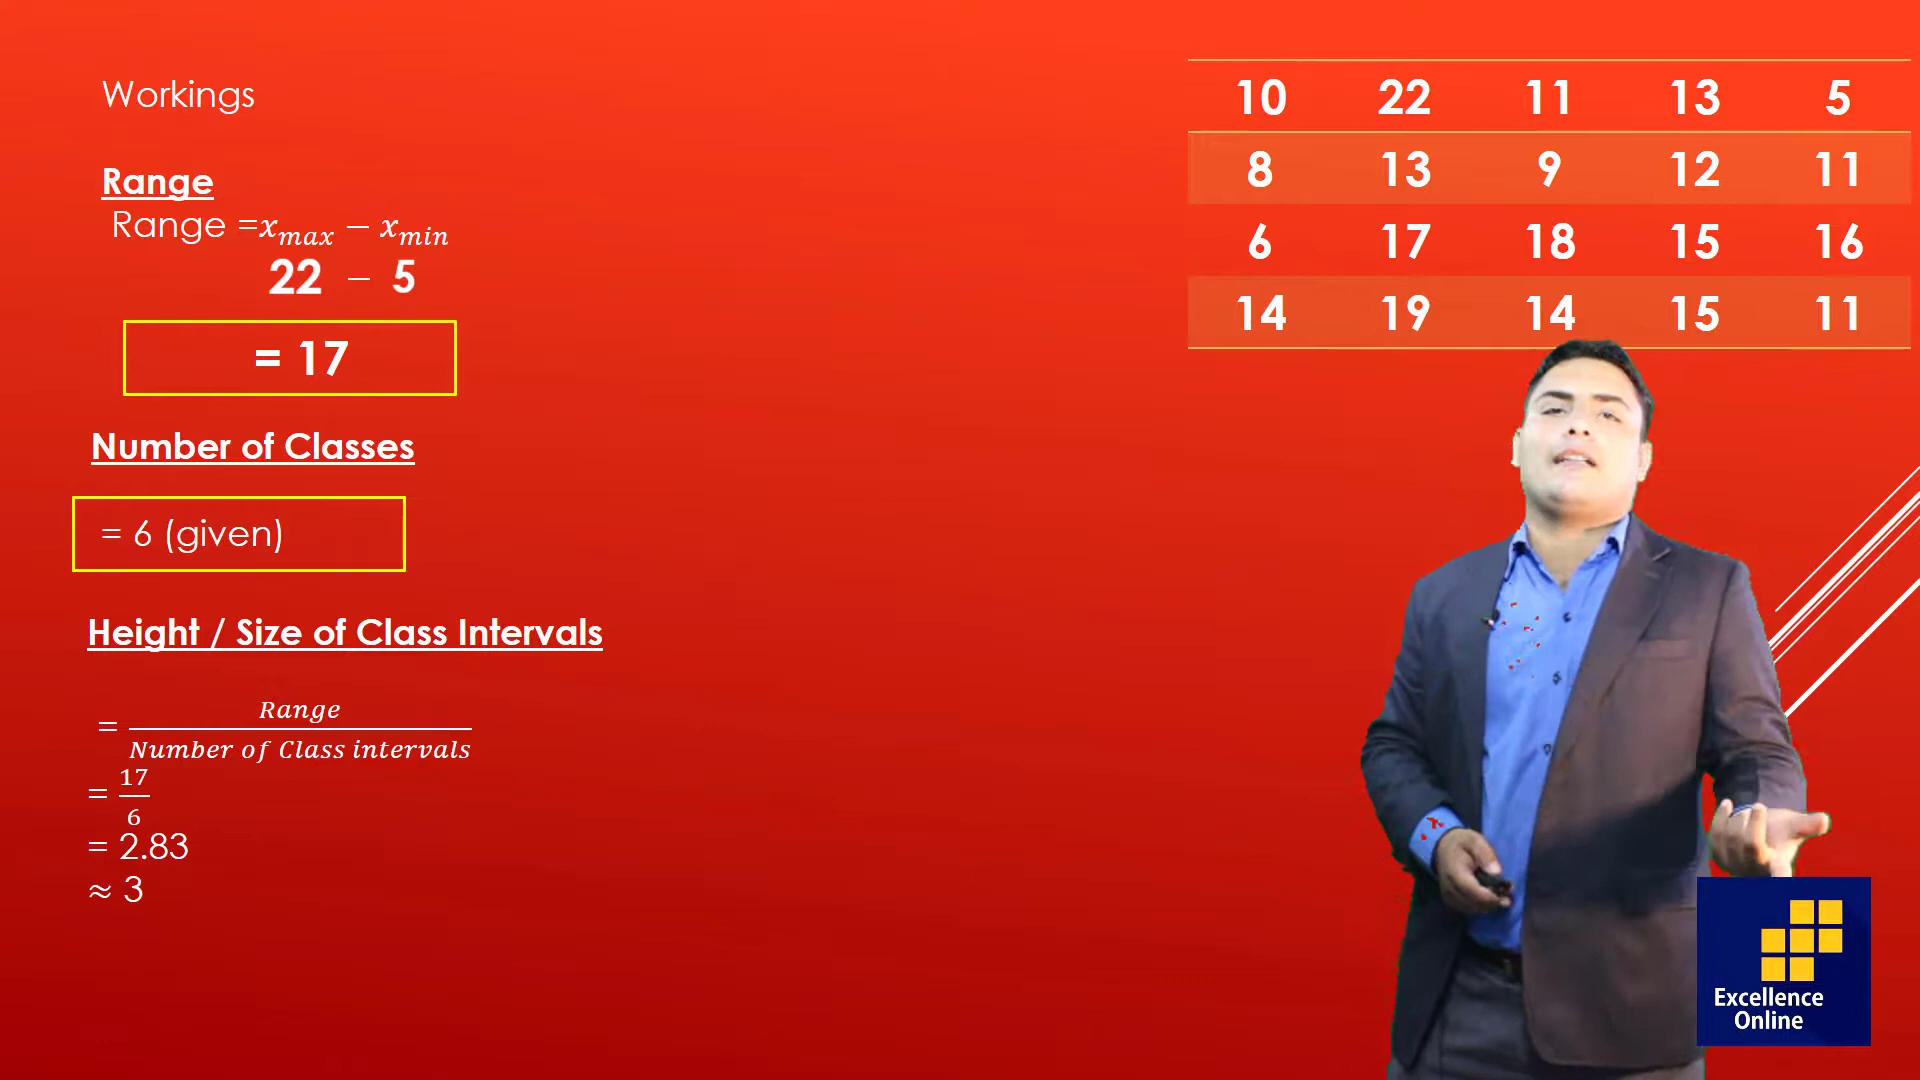 Workings
Range
Range =𝑥𝑚𝑎𝑥 − 𝑥𝑚𝑖𝑛
22 − 5
= 17
Number of Classes
= 6 (given)
Height / Size of Class Intervals
= Range / Number of Class intervals
= 17 / 6
= 2.83
≈ 3
10 22 11 13 5
8 13 9 12 11
6 17 18 15 16
14 19 14 15 11
Excellence
Online